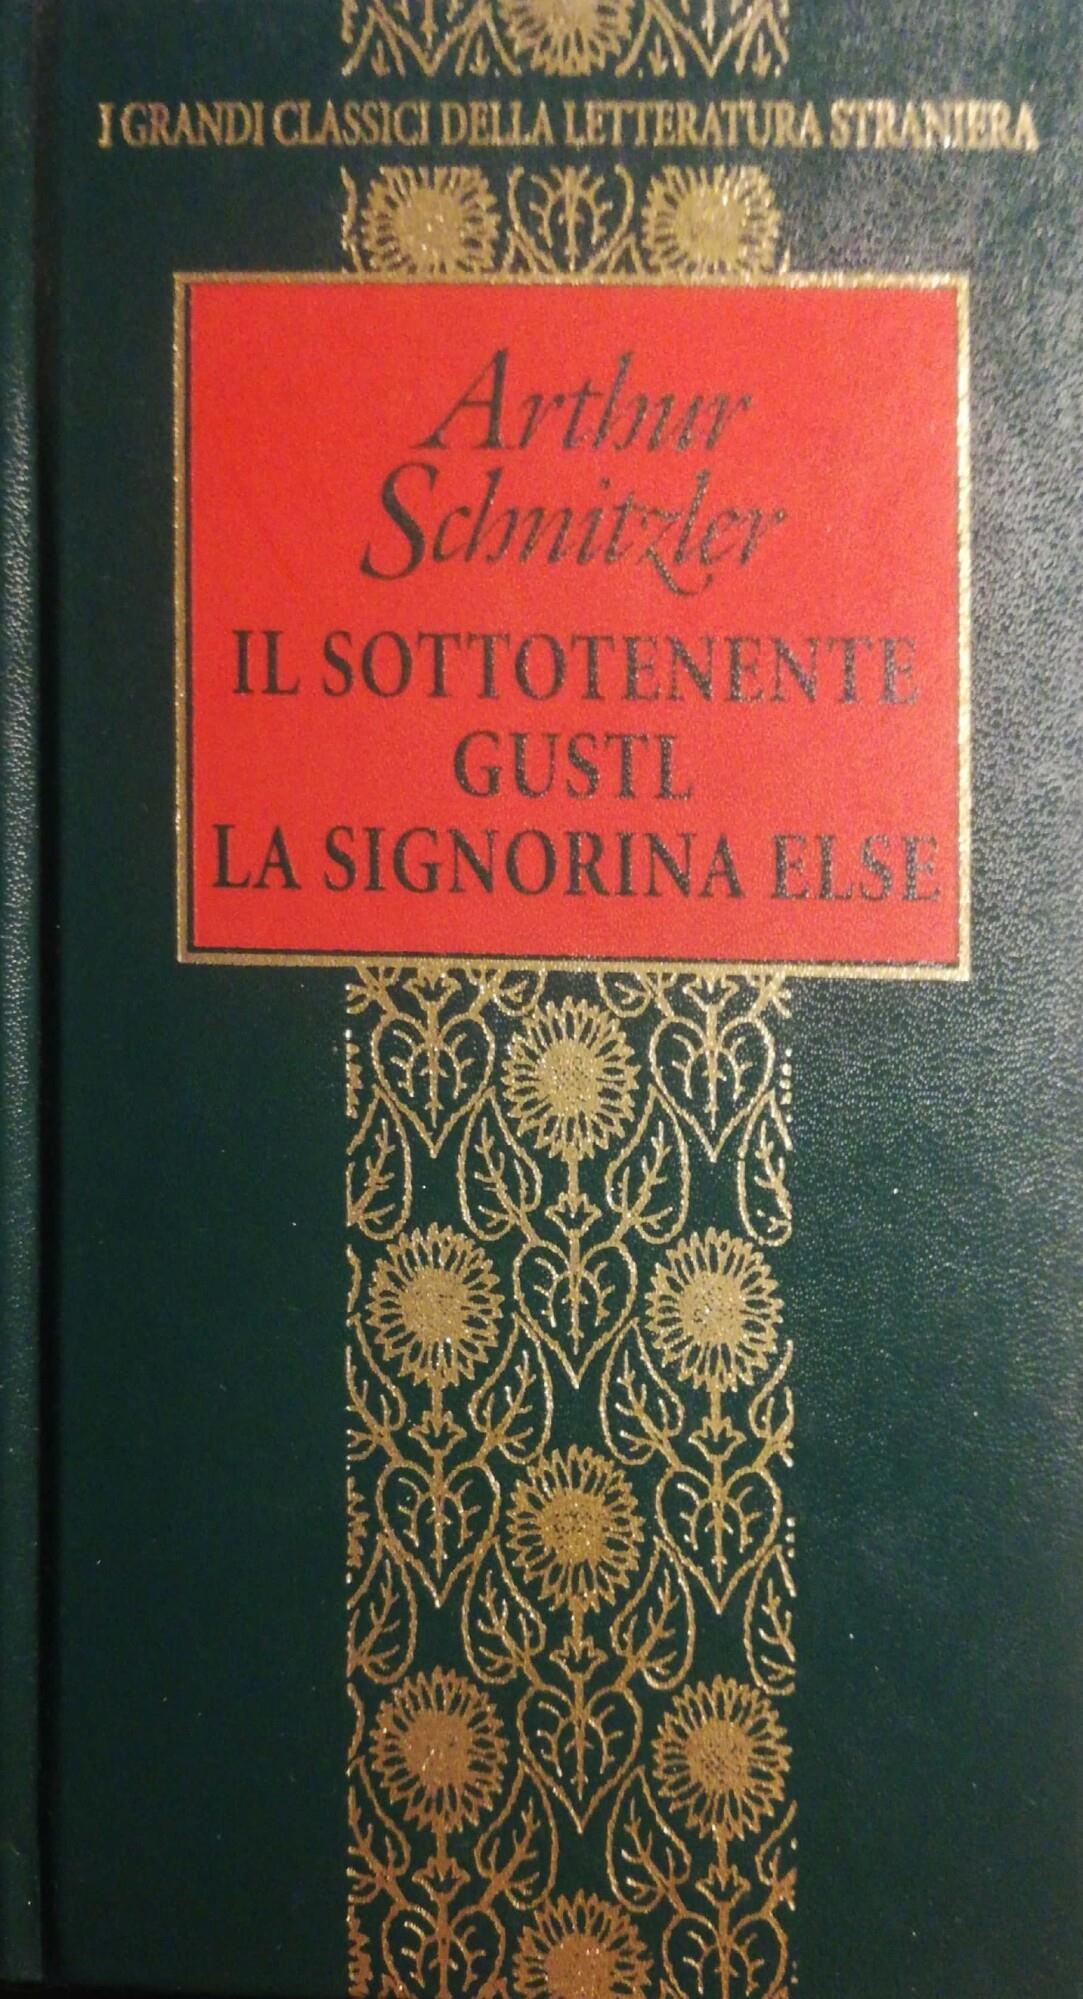 I GRANDI CLASSICI DELLA LETTERATURA STRANIERA
Arthur
Schnitzler
IL SOTTOTENENTE
GUSTL
LA SIGNORINA ELSE